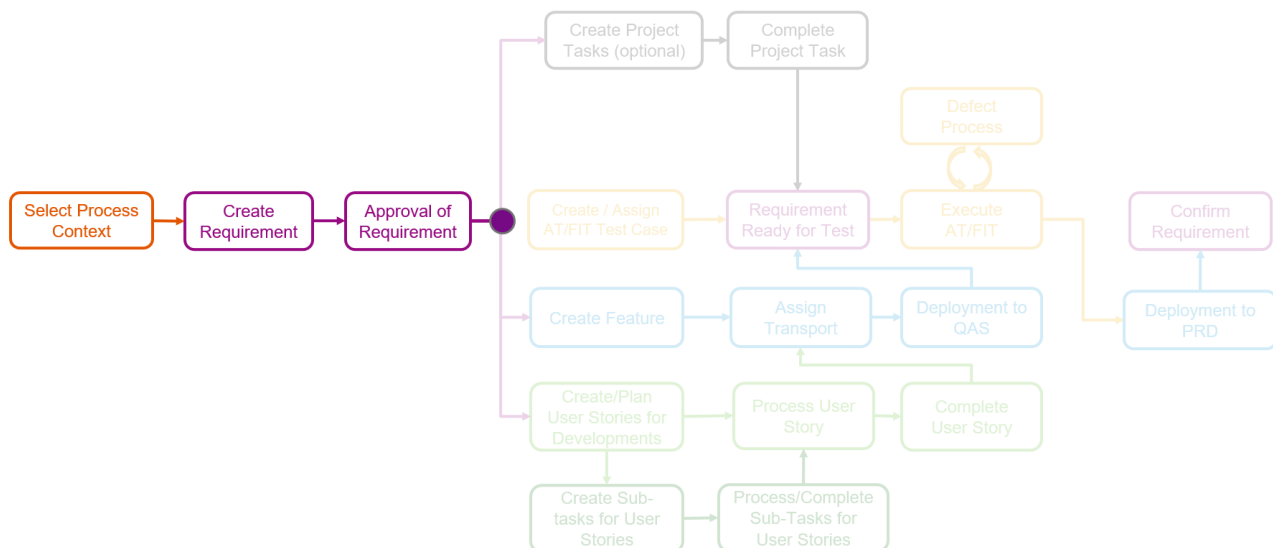 Create Project
Tasks (optional)
Complete
Project Task
Defect
Process
Select Process
Context
Create
Requirement
Approval of
Requirement
Create / Assign
AT/FIT Test Case
Requirement
Ready for Test
Execute
AT/FIT
Confirm
Requirement
Create Feature
Assign
Transport
Deployment to
QAS
Deployment to
PRD
Create/Plan
User Stories for
Developments
Process User
Story
Complete
User Story
Create Sub-
tasks for User
Stories
Process/Complete
Sub-Tasks for
User Stories